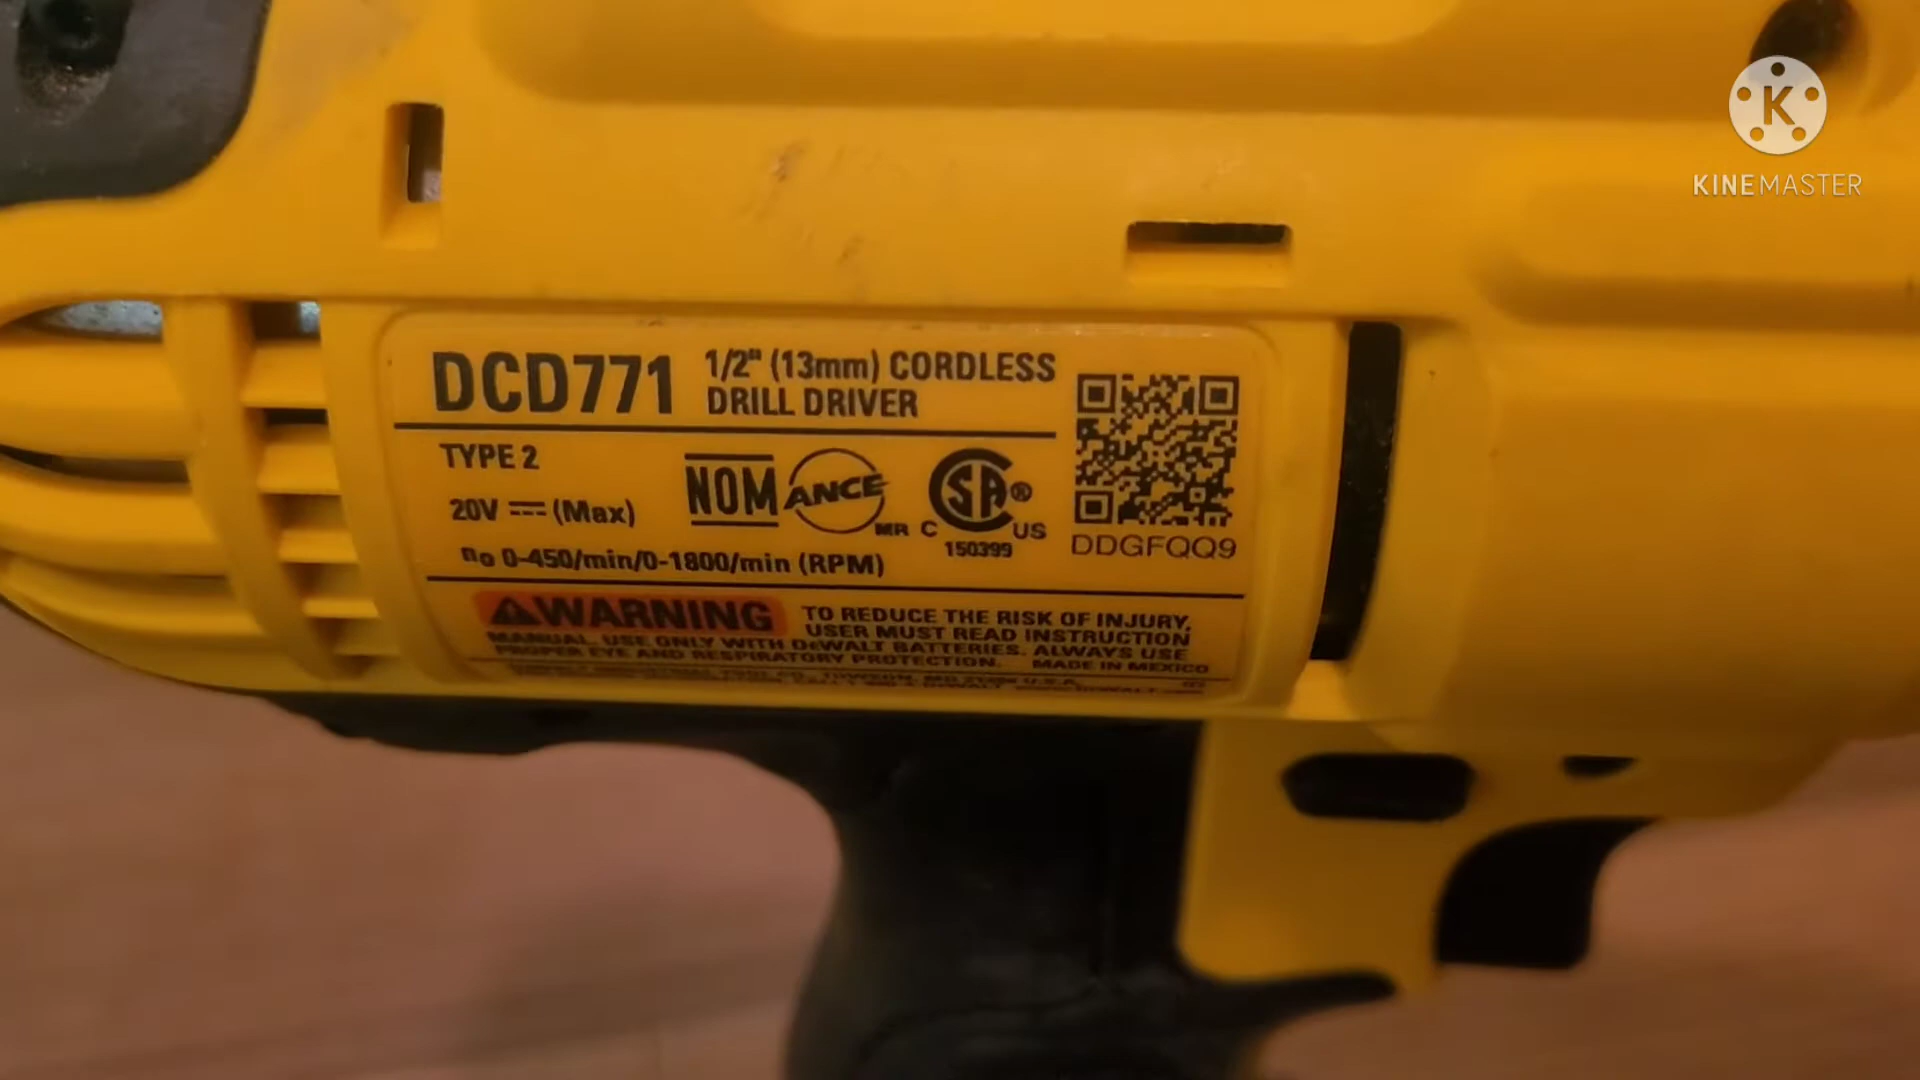 K
KINEMASTER
DCD771 1/2" (13mm) CORDLESS
DRILL DRIVER
TYPE 2
20V ⎓ (Max)
NOM ANCE MR
C SA® US
150399
DDGFQQ9
no 0-450/min/0-1800/min (RPM)
WARNING TO REDUCE THE RISK OF INJURY,
USER MUST READ INSTRUCTION
MANUAL. USE ONLY WITH DeWALT BATTERIES. ALWAYS USE
PROPER EYE AND RESPIRATORY PROTECTION. MADE IN MEXICO